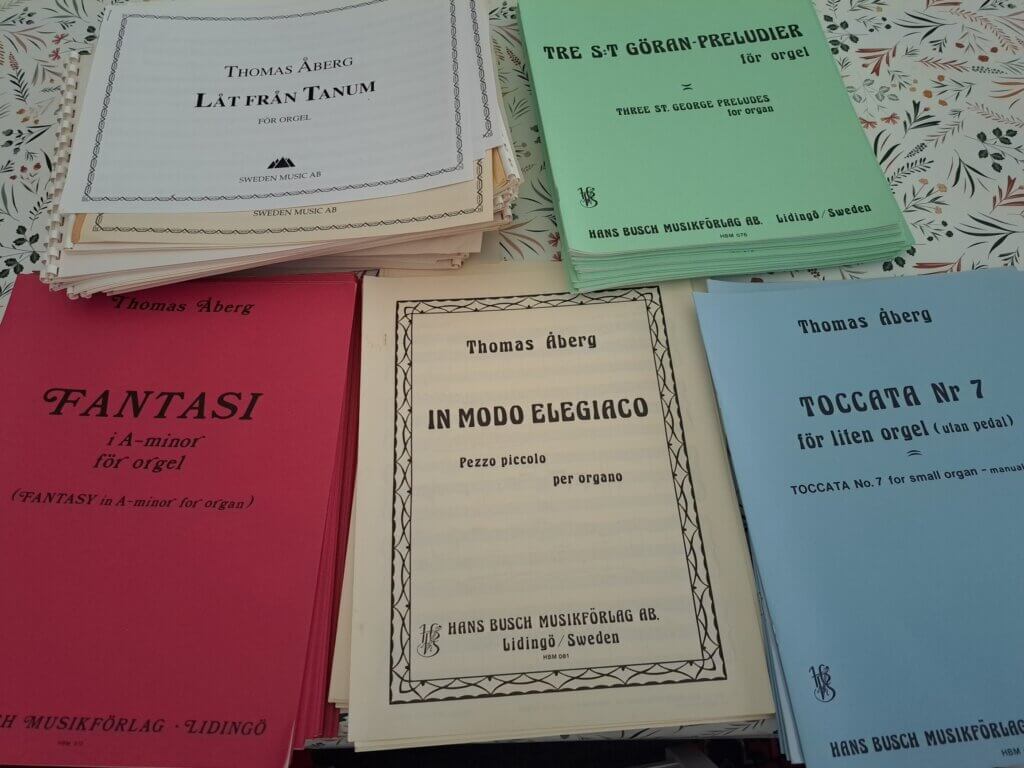 THOMAS ÅBERG
LÅT FRÅN TANUM
FÖR ORGEL
SWEDEN MUSIC AB
SWEDEN MUSIC AB
TRE S:T GÖRAN-PRELUDIER
för orgel
THREE ST. GEORGE PRELUDES
for organ
HANS BUSCH MUSIKFÖRLAG AB. Lidingö/Sweden
HBM 076
Thomas Åberg
FANTASI
i A-minor
för orgel
(FANTASY in A-minor for organ)
MUSIKFÖRLAG · LIDINGÖ
Thomas Åberg
IN MODO ELEGIACO
Pezzo piccolo
per organo
HANS BUSCH MUSIKFÖRLAG AB.
Lidingö/Sweden
HBM 081
Thomas Åberg
TOCCATA Nr 7
för liten orgel (utan pedal)
TOCCATA No. 7 for small organ - manual
HANS BUSCH MUSIKFÖRLAG
HBM